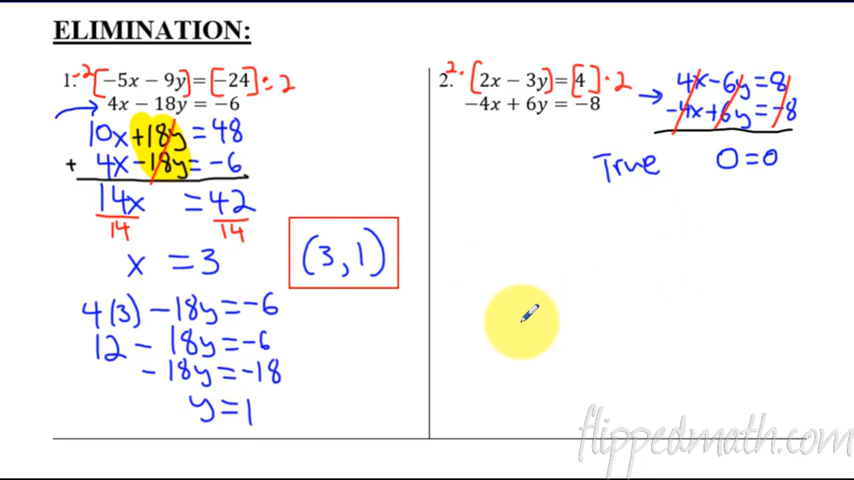 ELIMINATION:
1. -2 [-5x − 9y] = [-24] · -2
4x − 18y = −6
10x + 18y = 48
+ 4x − 18y = -6
14x = 42
14 14
x = 3
(3, 1)
4(3) − 18y = -6
12 − 18y = -6
− 18y = -18
y = 1
2. 2 · [2x − 3y] = [4] · 2
−4x + 6y = −8
4x − 6y = 8
-4x + 6y = -8
True 0 = 0
flippedmath.com